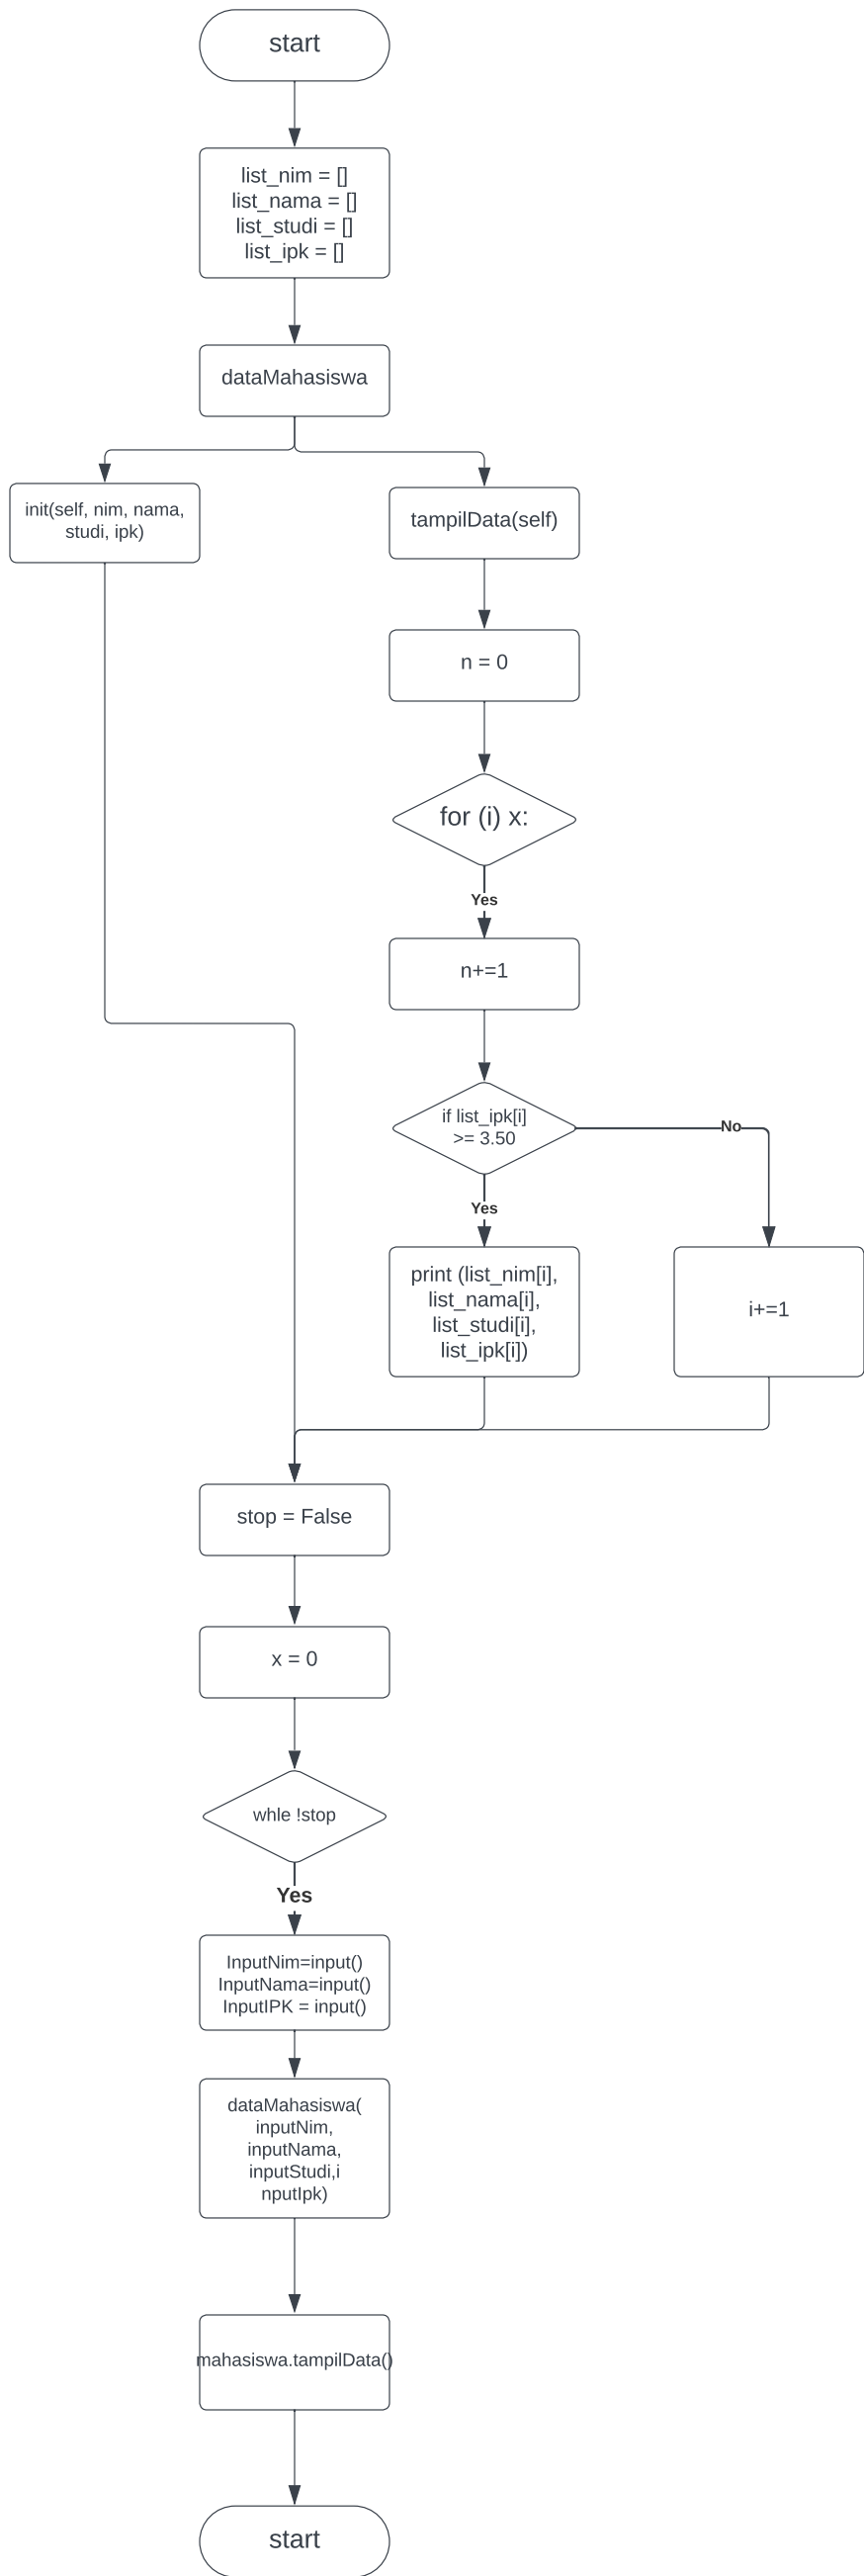 start
list_nim = []
list_nama = []
list_studi = []
list_ipk = []
dataMahasiswa
init(self, nim, nama,
studi, ipk)
tampilData(self)
n = 0
for (i) x:
Yes
n+=1
if list_ipk[i]
>= 3.50
No
Yes
print (list_nim[i],
list_nama[i],
list_studi[i],
list_ipk[i])
i+=1
stop = False
x = 0
whle !stop
Yes
InputNim=input()
InputNama=input()
InputIPK = input()
dataMahasiswa(
inputNim,
inputNama,
inputStudi,i
nputIpk)
mahasiswa.tampilData()
start